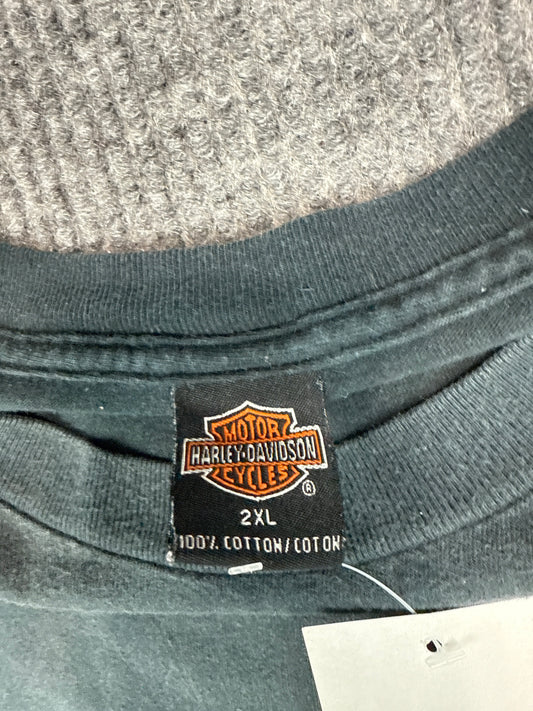 MOTOR
HARLEY-DAVIDSON
CYCLES
®
2XL
100% COTTON/COTON